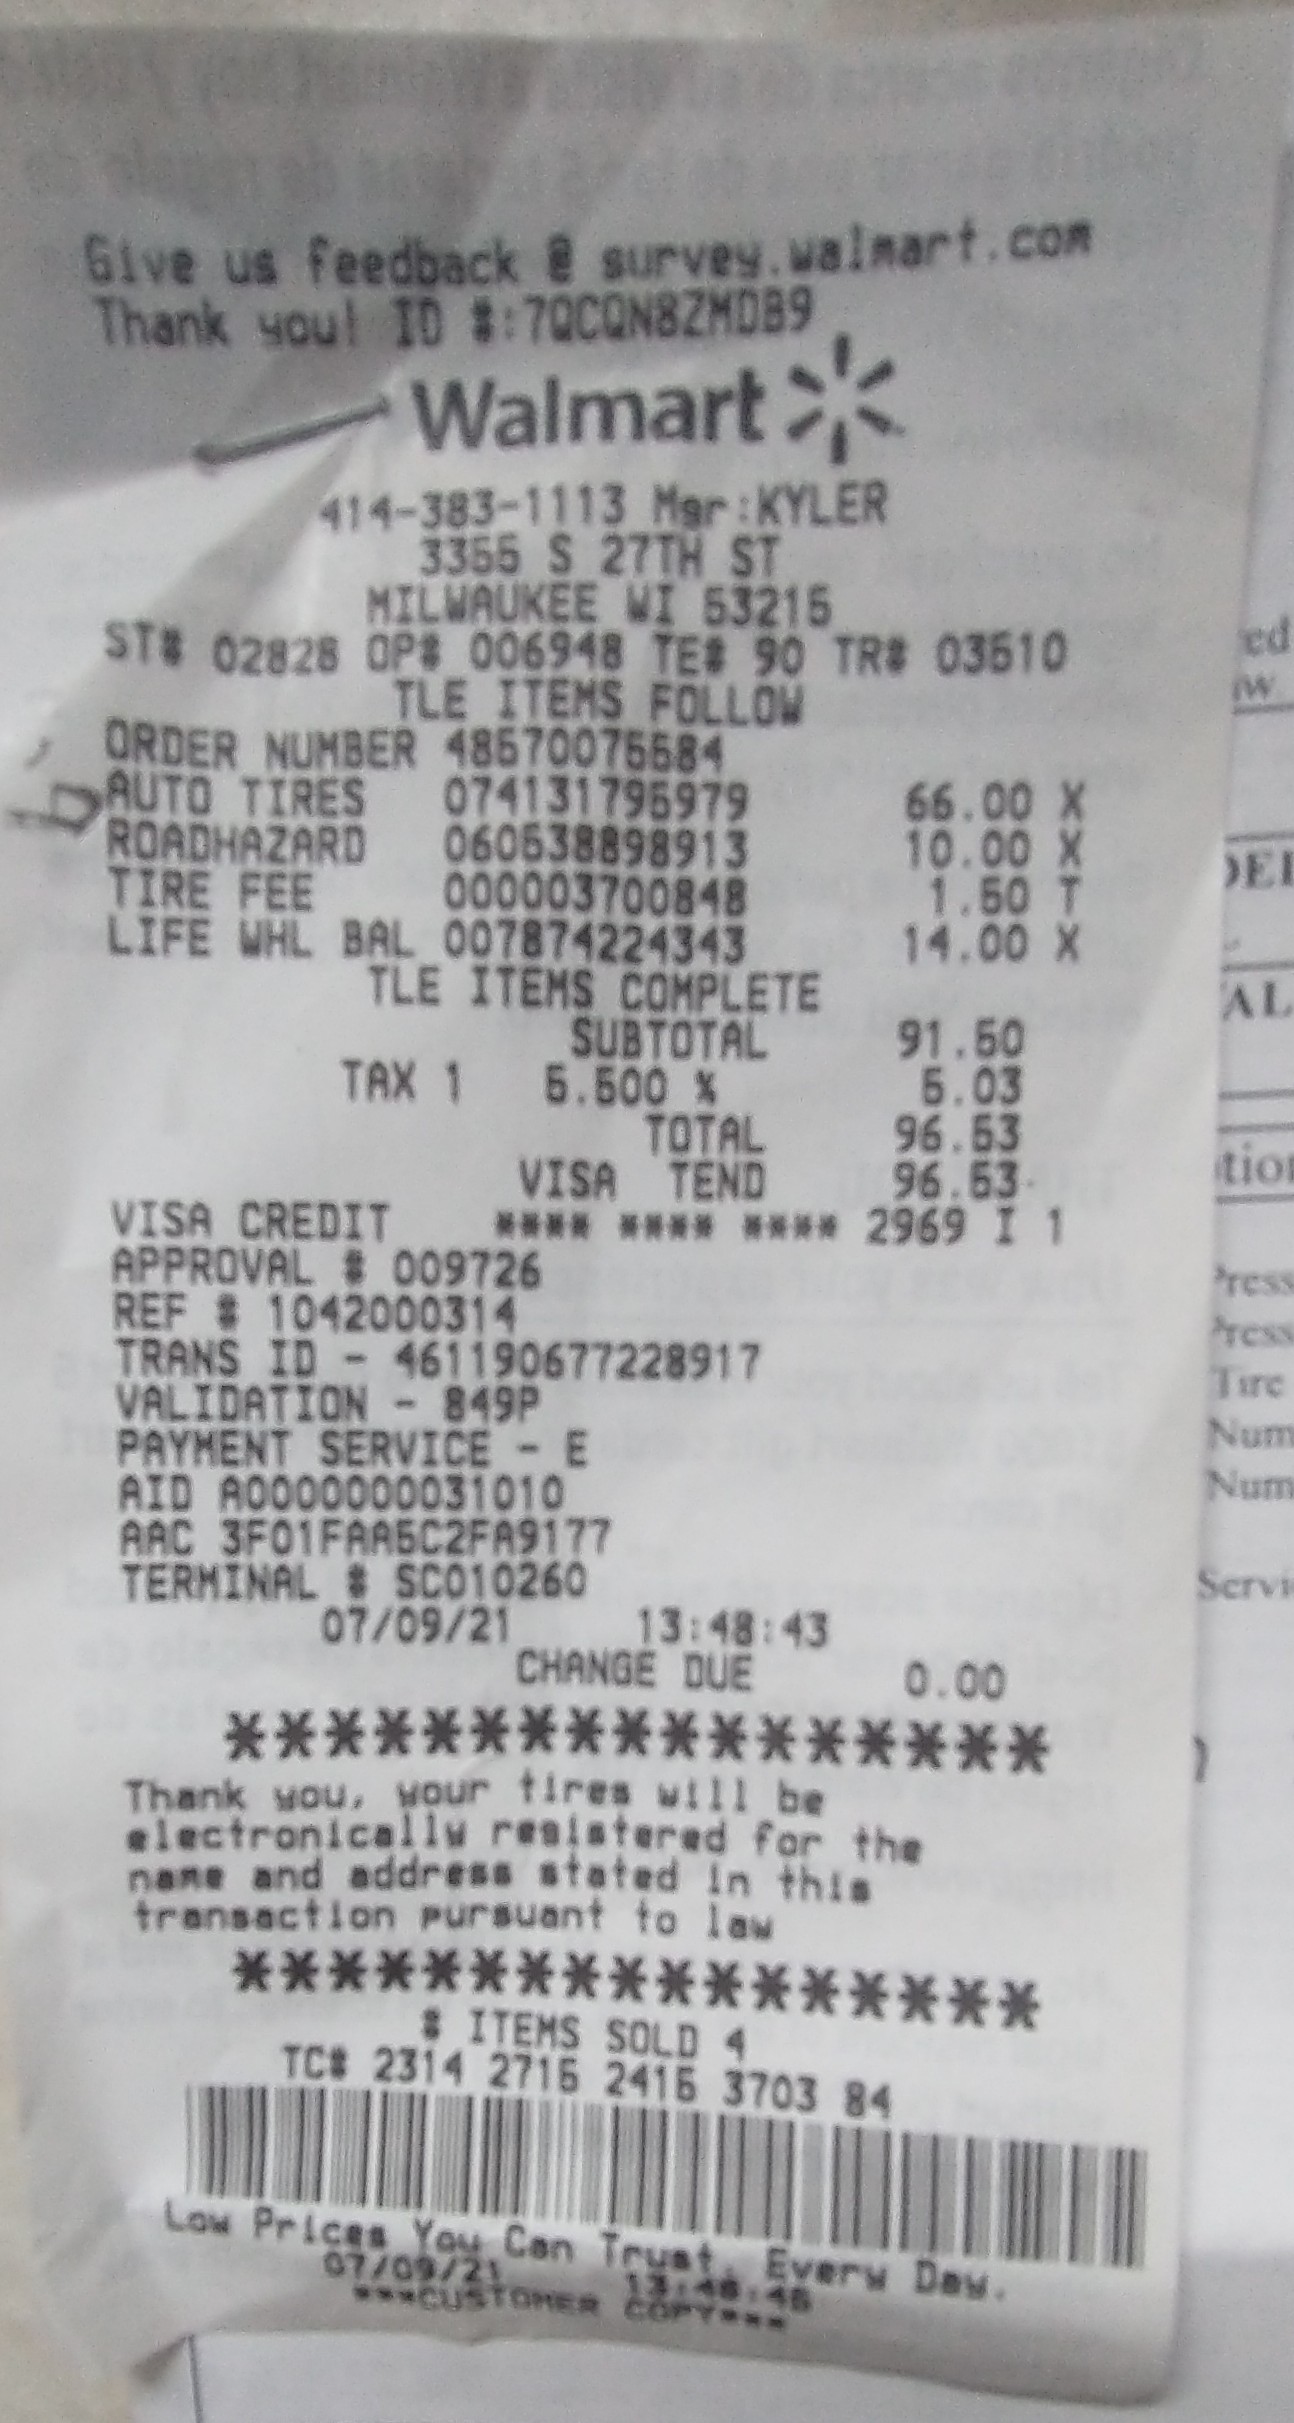 Give us feedback @ survey.walmart.com
Thank you! ID #:7QCQN8ZMDB9
Walmart
414-383-1113 Mgr:KYLER
3355 S 27TH ST
MILWAUKEE WI 53215
ST# 02828 OP# 006948 TE# 90 TR# 03510
TLE ITEMS FOLLOW
ORDER NUMBER 48570075584
AUTO TIRES 074131795979 66.00 X
ROADHAZARD 060538898913 10.00 X
TIRE FEE 000003700848 1.50 T
LIFE WHL BAL 007874224343 14.00 X
TLE ITEMS COMPLETE
SUBTOTAL 91.50
TAX 1 5.500 % 5.03
TOTAL 96.53
VISA TEND 96.53
VISA CREDIT **** **** **** 2969 I 1
APPROVAL # 009726
REF # 1042000314
TRANS ID - 461190677228917
VALIDATION - 849P
PAYMENT SERVICE - E
AID A0000000031010
AAC 3F01FAA5C2FA9177
TERMINAL # SC010260
07/09/21 13:48:43
CHANGE DUE 0.00
*****************
Thank you, your tires will be
electronically registered for the
name and address stated in this
transaction pursuant to law
*****************
# ITEMS SOLD 4
TC# 2314 2715 2415 3703 84
Low Prices You Can Trust. Every Day.
07/09/21 13:48:45
***CUSTOMER COPY***
Tire